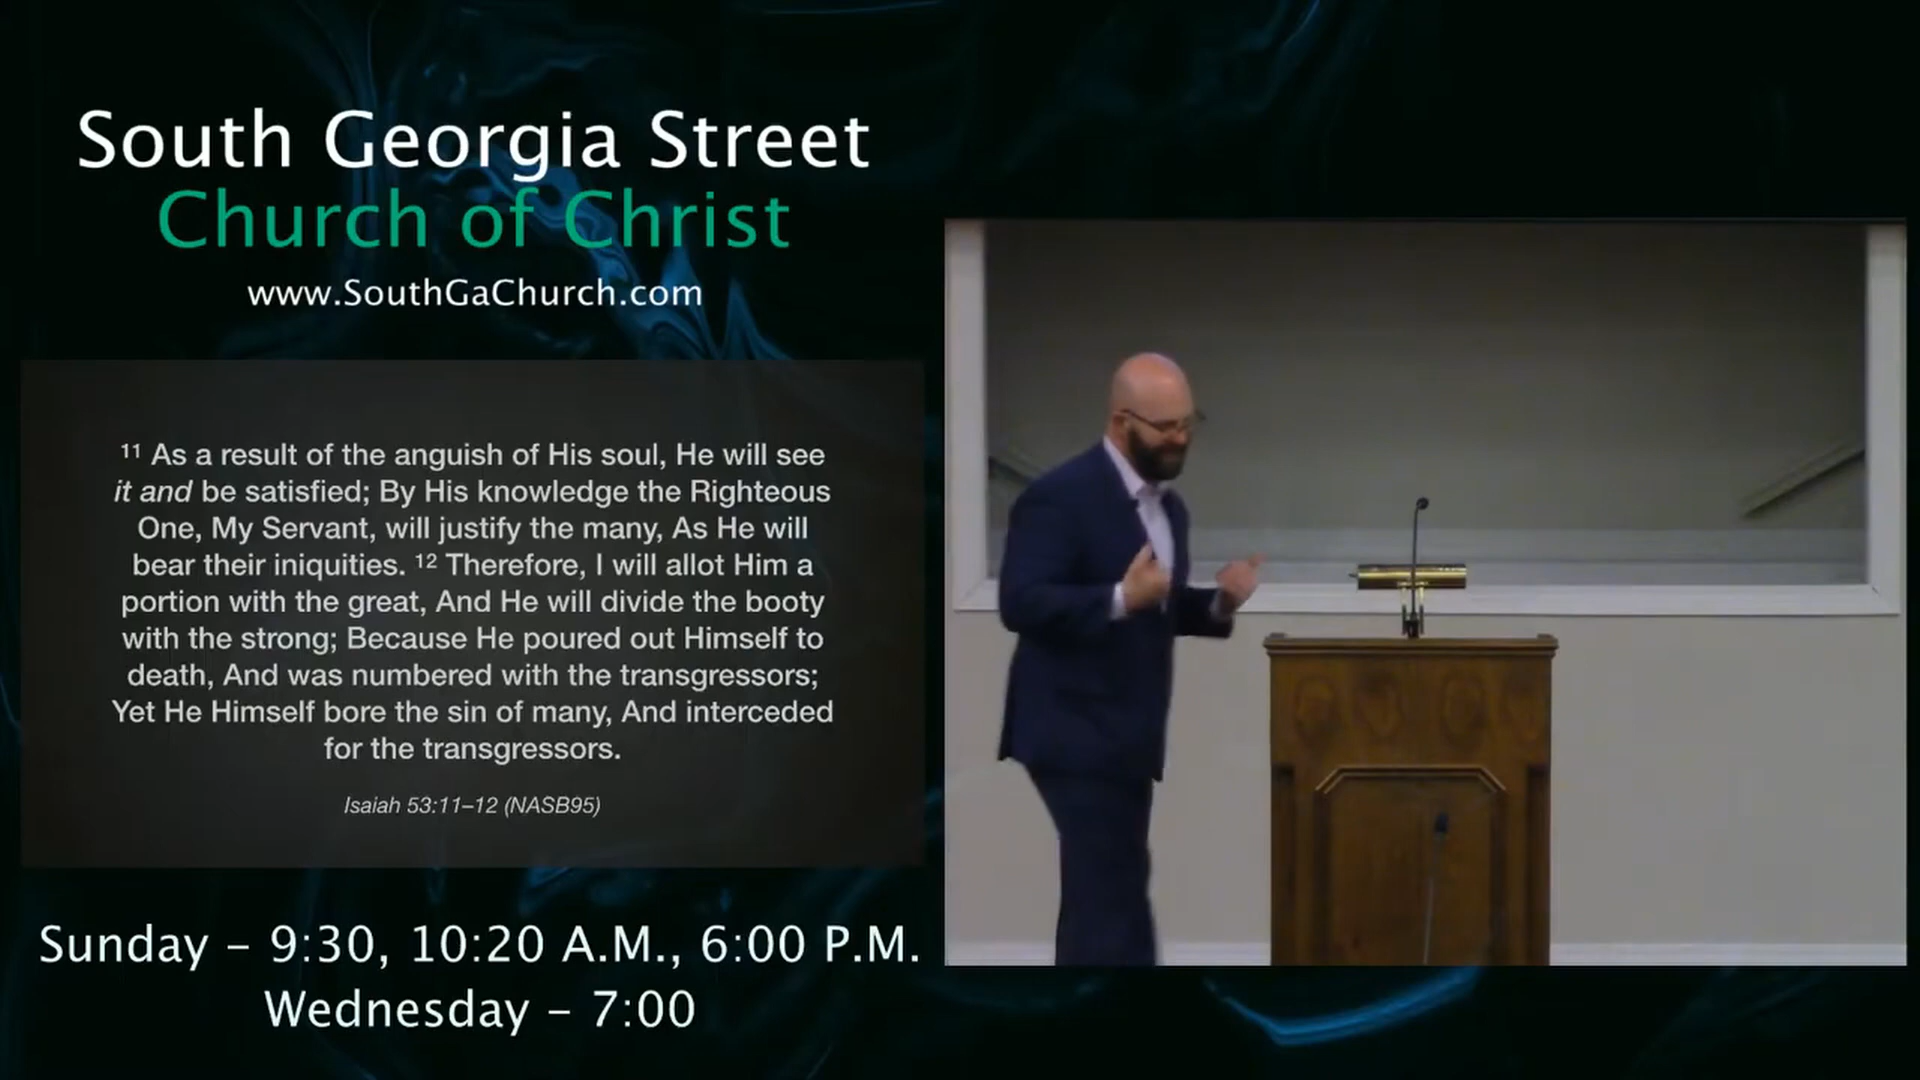 South Georgia Street
Church of Christ
www.SouthGaChurch.com
¹¹ As a result of the anguish of His soul, He will see
it and be satisfied; By His knowledge the Righteous
One, My Servant, will justify the many, As He will
bear their iniquities. ¹² Therefore, I will allot Him a
portion with the great, And He will divide the booty
with the strong; Because He poured out Himself to
death, And was numbered with the transgressors;
Yet He Himself bore the sin of many, And interceded
for the transgressors.
Isaiah 53:11–12 (NASB95)
Sunday – 9:30, 10:20 A.M., 6:00 P.M.
Wednesday – 7:00